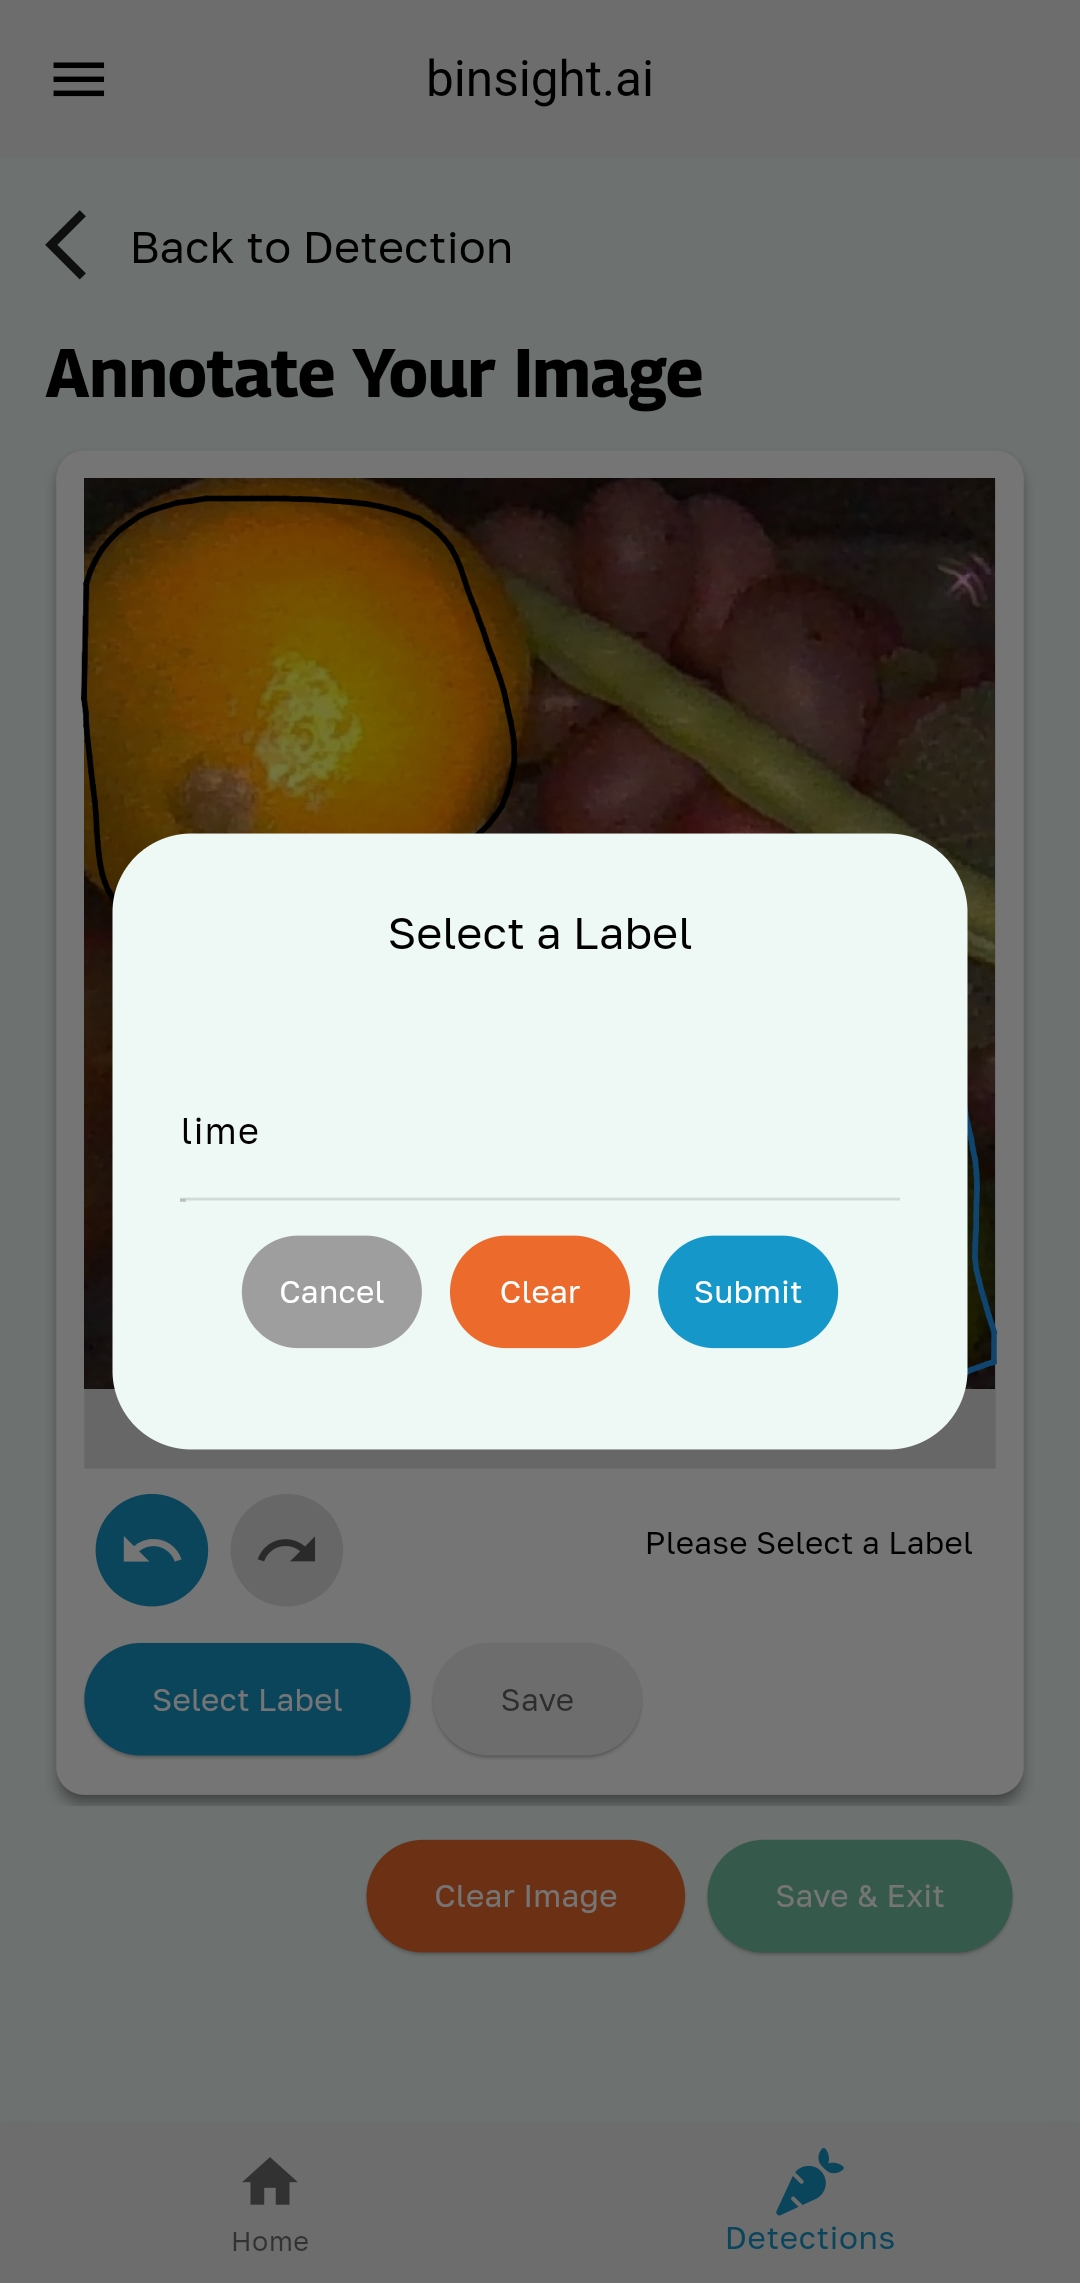 binsight.ai
Back to Detection
Annotate Your Image
Select a Label
lime
Cancel
Clear
Submit
Please Select a Label
Select Label
Save
Clear Image
Save & Exit
Home
Detections